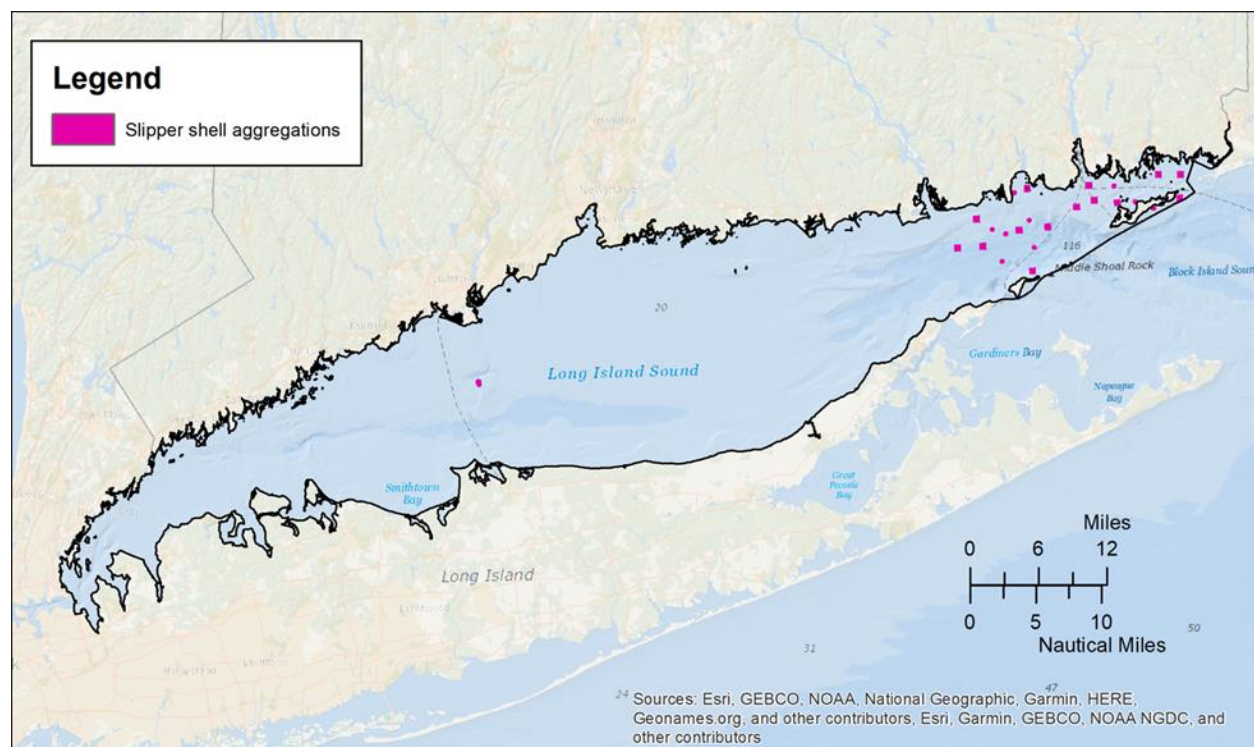 Legend
Slipper shell aggregations
116
Middle Shoal Rock
Block Island Sound
20
Long Island Sound
Gardiners Bay
Napeague
Bay
Smithtown
Bay
Great
Peconic
Bay
Long Island
Miles
0 6 12
0 5 10
Nautical Miles
50
31
47
24
Sources: Esri, GEBCO, NOAA, National Geographic, Garmin, HERE,
Geonames.org, and other contributors, Esri, Garmin, GEBCO, NOAA NGDC, and
other contributors